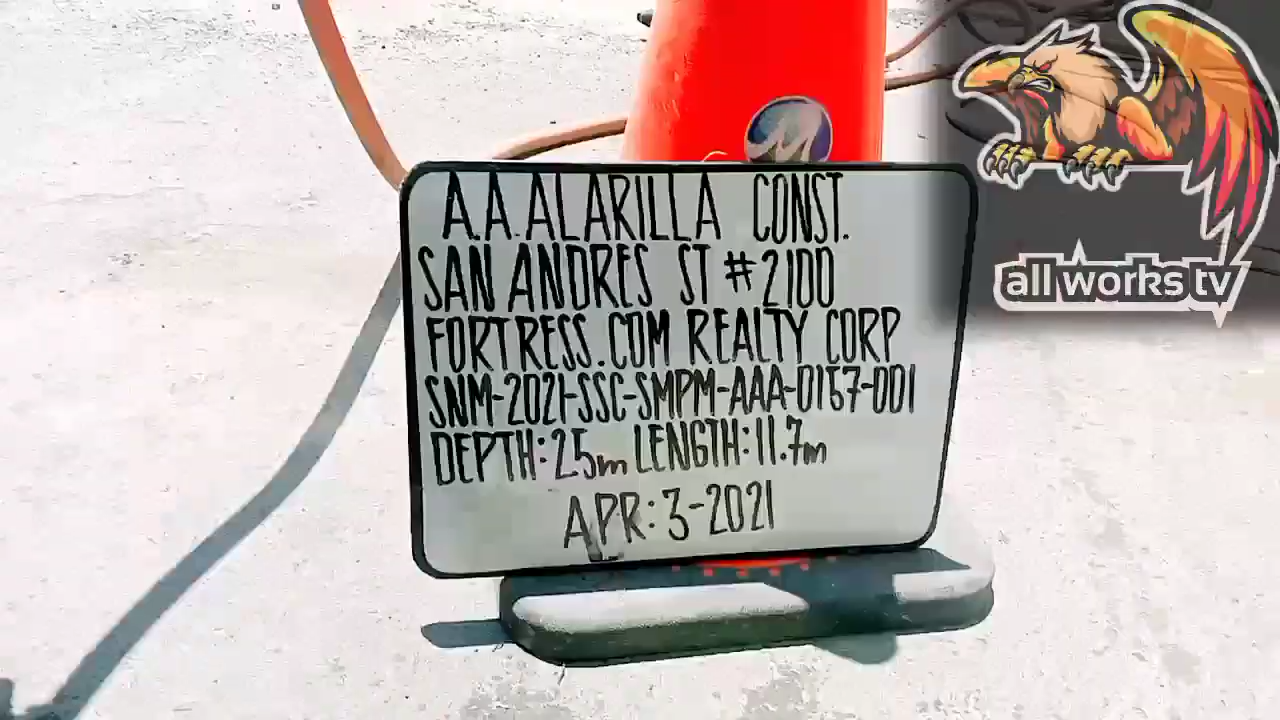 A.A.ALARILLA CONST.
SAN ANDRES ST #2100
FORTRESS.COM REALTY CORP
SNM-2021-SSC-SMPM-AAA-0157-001
DEPTH:2.5m LENGTH:11.7m
APR:3-2021
all works tv